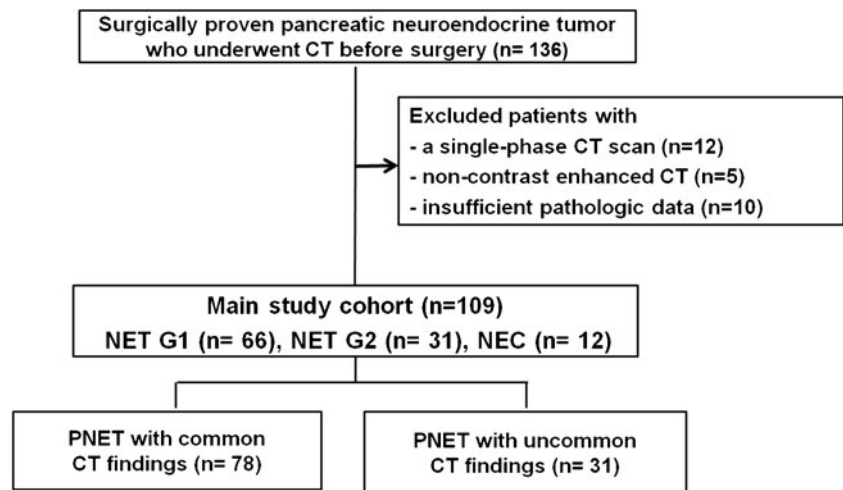 Surgically proven pancreatic neuroendocrine tumor
who underwent CT before surgery (n= 136)
Excluded patients with
- a single-phase CT scan (n=12)
- non-contrast enhanced CT (n=5)
- insufficient pathologic data (n=10)
Main study cohort (n=109)
NET G1 (n= 66), NET G2 (n= 31), NEC (n= 12)
PNET with common
CT findings (n= 78)
PNET with uncommon
CT findings (n= 31)